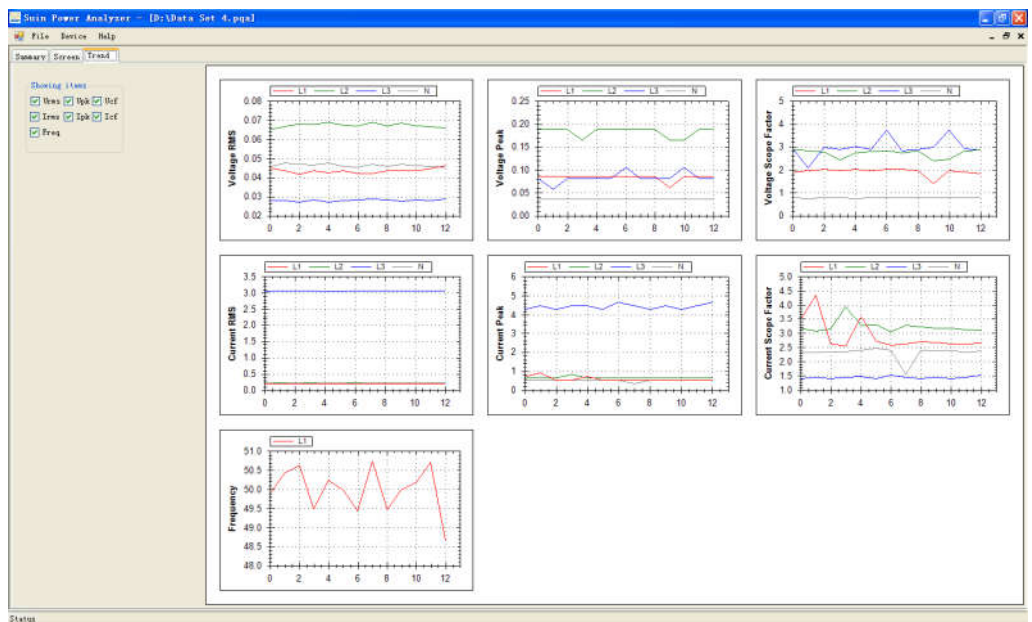 Suin Power Analyzer - [D:\Data Set 4.pqa]
File Device Help
Summary Screen Trend
Showing items
Urms Upk Ucf
Irms Ipk Icf
Freq
L1 L2 L3 N
Voltage RMS
0.08
0.07
0.06
0.05
0.04
0.03
0.02
0 2 4 6 8 10 12
L1 L2 L3 N
Voltage Peak
0.25
0.20
0.15
0.10
0.05
0.00
0 2 4 6 8 10 12
L1 L2 L3 N
Voltage Scope Factor
5
4
3
2
1
0
0 2 4 6 8 10 12
L1 L2 L3 N
Current RMS
3.5
3.0
2.5
2.0
1.5
1.0
0.5
0.0
0 2 4 6 8 10 12
L1 L2 L3 N
Current Peak
6
5
4
3
2
1
0
0 2 4 6 8 10 12
L1 L2 L3 N
Current Scope Factor
5.0
4.5
4.0
3.5
3.0
2.5
2.0
1.5
1.0
0 2 4 6 8 10 12
L1
Frequency
51.0
50.5
50.0
49.5
49.0
48.5
48.0
0 2 4 6 8 10 12
Status